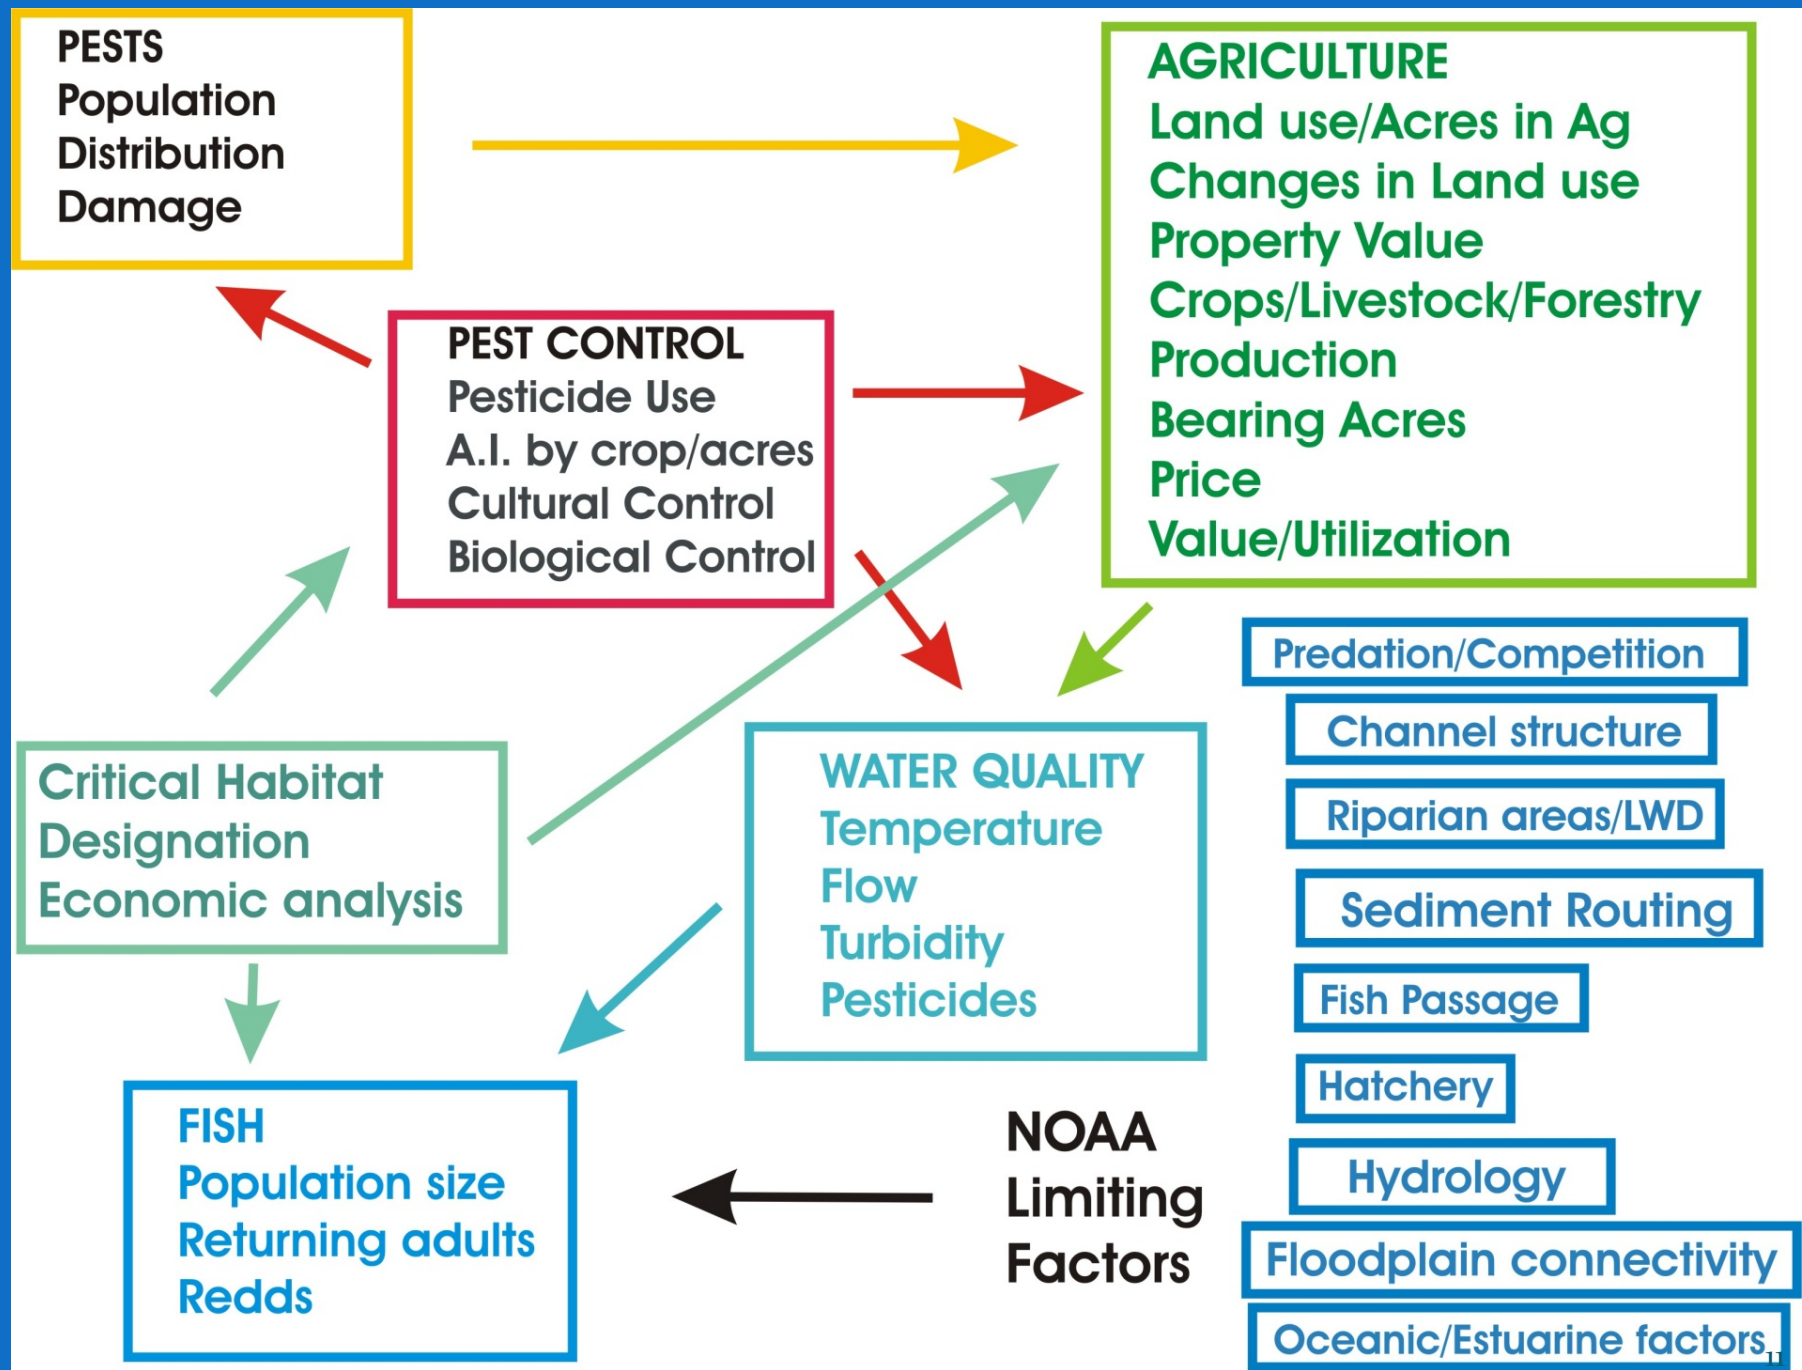 PESTS
Population
Distribution
Damage
AGRICULTURE
Land use/Acres in Ag
Changes in Land use
Property Value
Crops/Livestock/Forestry
Production
Bearing Acres
Price
Value/Utilization
PEST CONTROL
Pesticide Use
A.I. by crop/acres
Cultural Control
Biological Control
Critical Habitat
Designation
Economic analysis
WATER QUALITY
Temperature
Flow
Turbidity
Pesticides
FISH
Population size
Returning adults
Redds
NOAA
Limiting
Factors
Predation/Competition
Channel structure
Riparian areas/LWD
Sediment Routing
Fish Passage
Hatchery
Hydrology
Floodplain connectivity
Oceanic/Estuarine factors
11